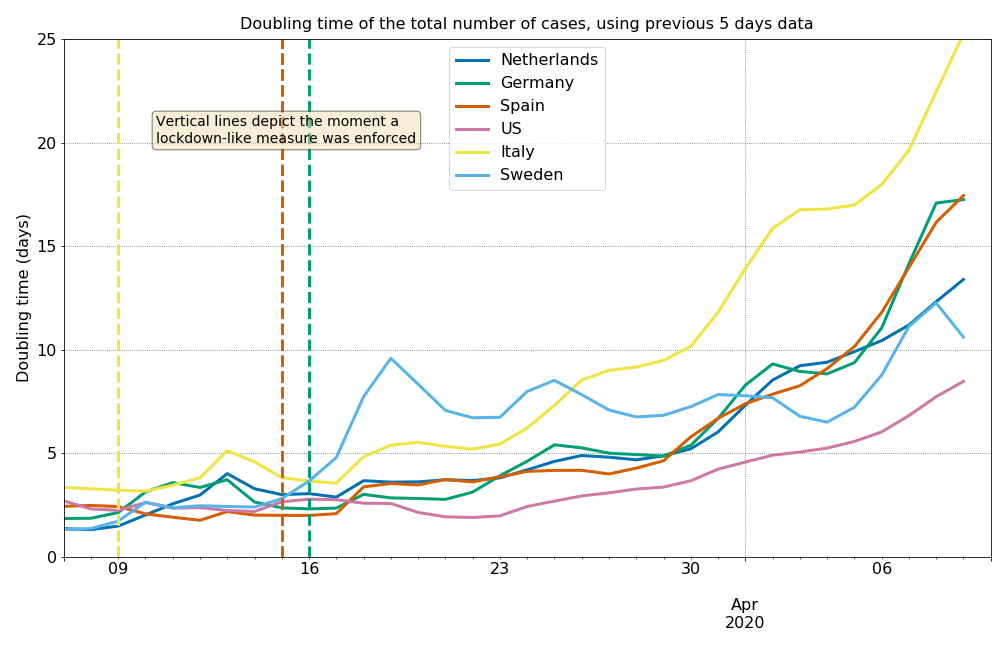 Doubling time of the total number of cases, using previous 5 days data
25
20
15
10
5
0
Doubling time (days)
Vertical lines depict the moment a
lockdown-like measure was enforced
Netherlands
Germany
Spain
US
Italy
Sweden
09
16
23
30
06
Apr
2020